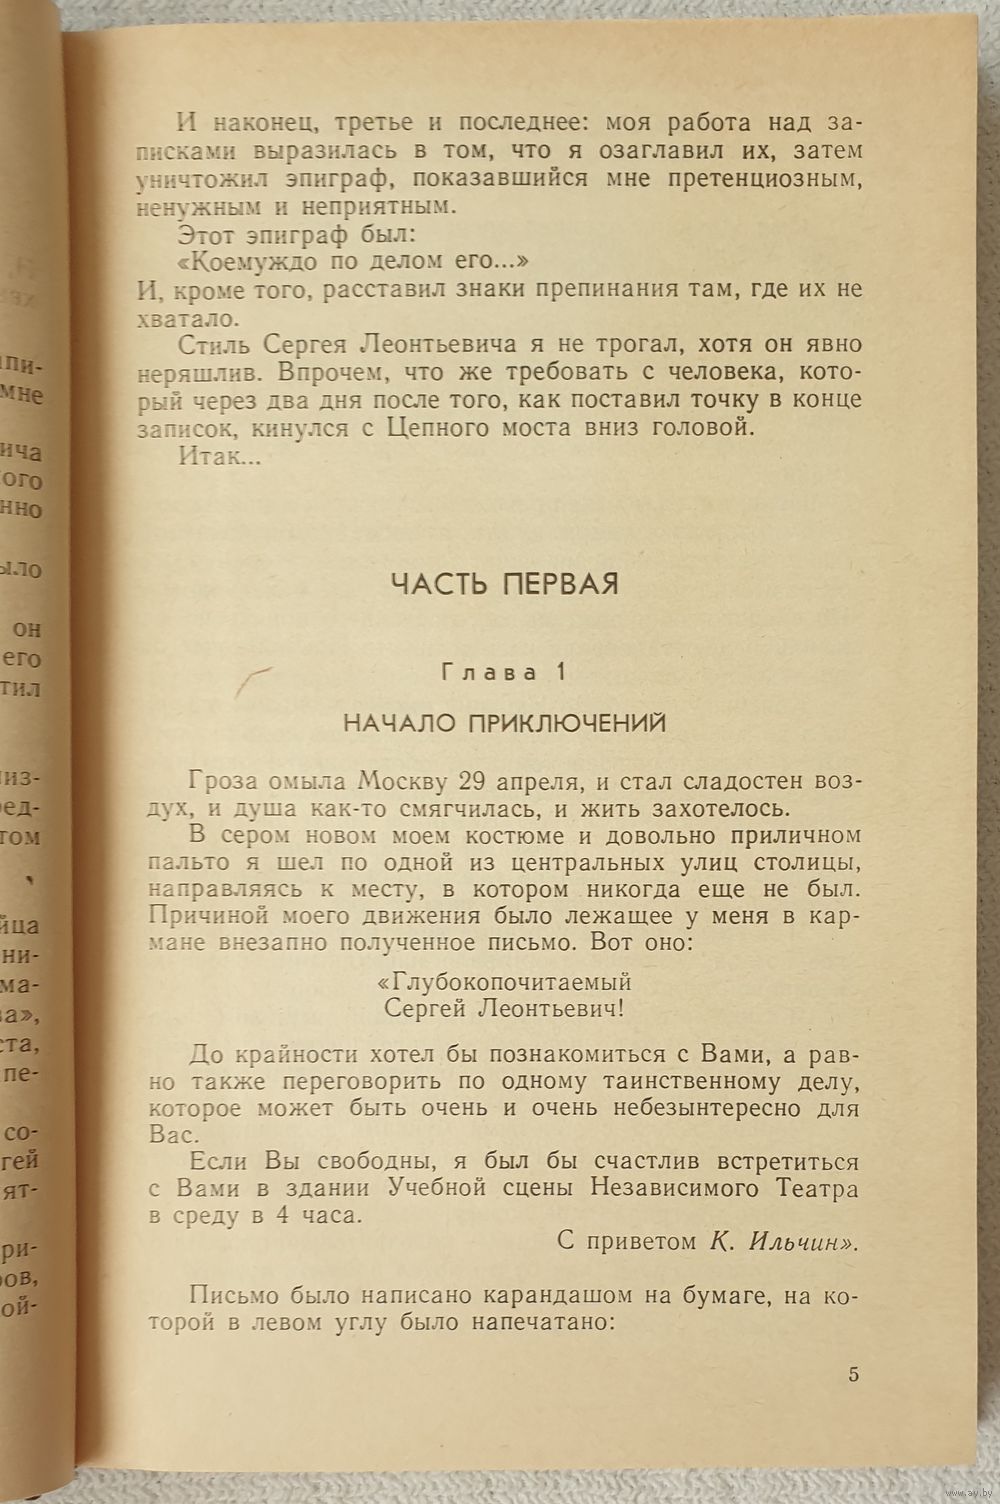 И наконец, третье и последнее: моя работа над за-
писками выразилась в том, что я озаглавил их, затем
уничтожил эпиграф, показавшийся мне претенциозным,
ненужным и неприятным.
Этот эпиграф был:
«Коемуждо по делом его...»
И, кроме того, расставил знаки препинания там, где их не
хватало.
Стиль Сергея Леонтьевича я не трогал, хотя он явно
неряшлив. Впрочем, что же требовать с человека, кото-
рый через два дня после того, как поставил точку в конце
записок, кинулся с Цепного моста вниз головой.
Итак...
ЧАСТЬ ПЕРВАЯ
Глава 1
НАЧАЛО ПРИКЛЮЧЕНИЙ
Гроза омыла Москву 29 апреля, и стал сладостен воз-
дух, и душа как-то смягчилась, и жить захотелось.
В сером новом моем костюме и довольно приличном
пальто я шел по одной из центральных улиц столицы,
направляясь к месту, в котором никогда еще не был.
Причиной моего движения было лежащее у меня в кар-
мане внезапно полученное письмо. Вот оно:
«Глубокопочитаемый
Сергей Леонтьевич!
До крайности хотел бы познакомиться с Вами, а рав-
но также переговорить по одному таинственному делу,
которое может быть очень и очень небезынтересно для
Вас.
Если Вы свободны, я был бы счастлив встретиться
с Вами в здании Учебной сцены Независимого Театра
в среду в 4 часа.
С приветом К. Ильчин».
Письмо было написано карандашом на бумаге, на ко-
торой в левом углу было напечатано:
5
www.ay.by